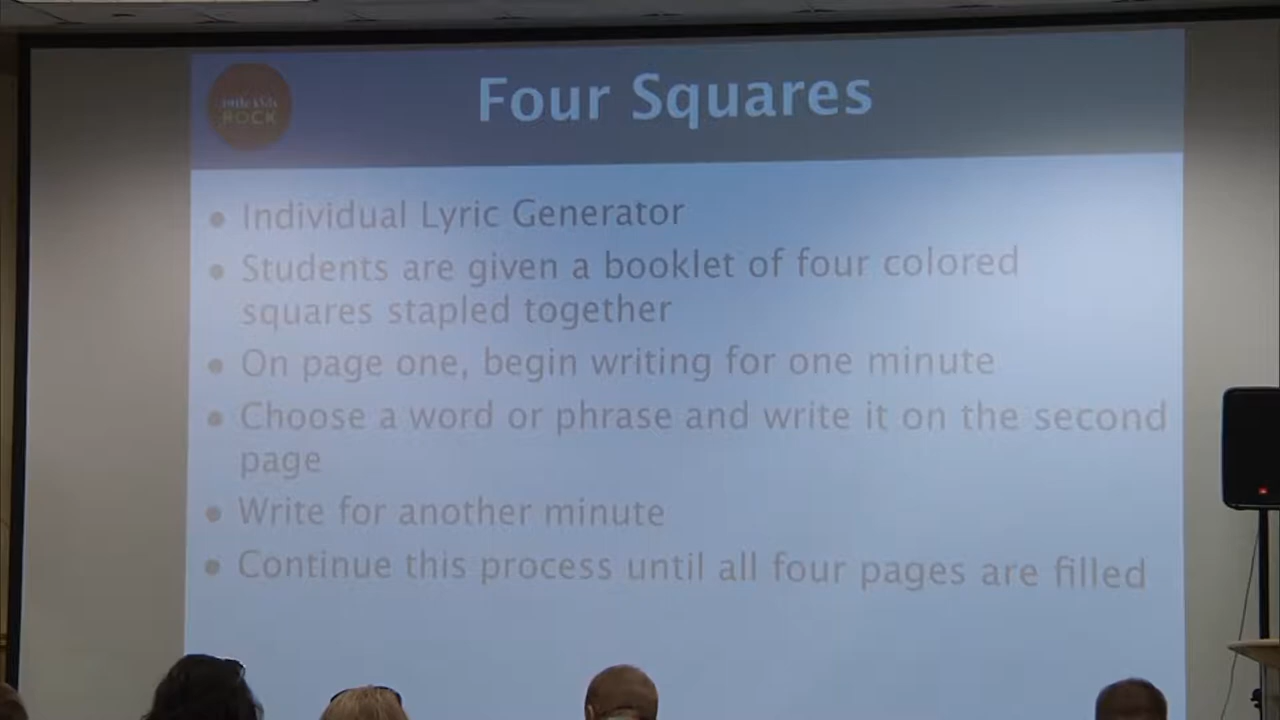 little kids
ROCK
Four Squares
• Individual Lyric Generator
• Students are given a booklet of four colored
squares stapled together
• On page one, begin writing for one minute
• Choose a word or phrase and write it on the second
page
• Write for another minute
• Continue this process until all four pages are filled